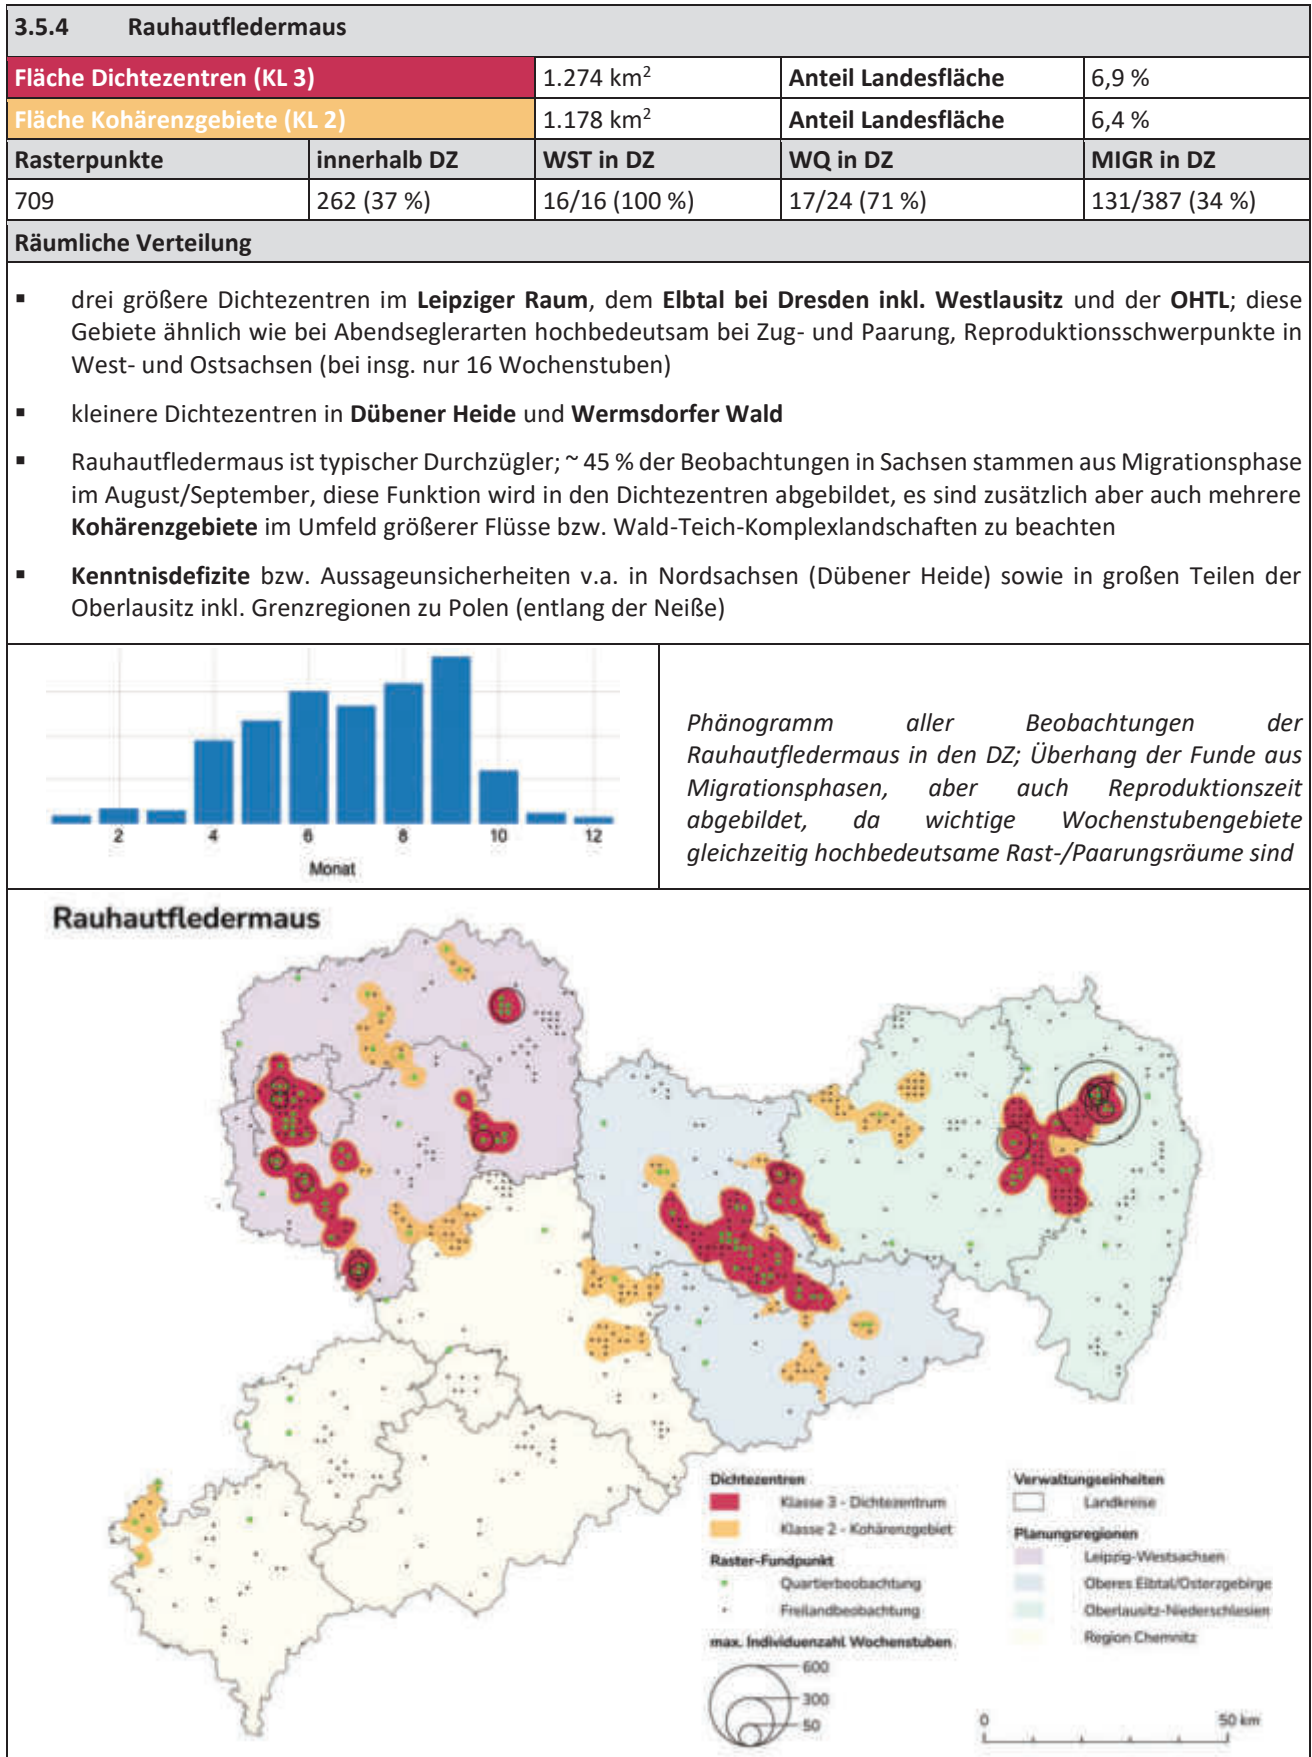 3.5.4 Rauhautfledermaus
Fläche Dichtezentren (KL 3) 1.274 km² Anteil Landesfläche 6,9 %
Fläche Kohärenzgebiete (KL 2) 1.178 km² Anteil Landesfläche 6,4 %
Rasterpunkte innerhalb DZ WST in DZ WQ in DZ MIGR in DZ
709 262 (37 %) 16/16 (100 %) 17/24 (71 %) 131/387 (34 %)
Räumliche Verteilung
▪ drei größere Dichtezentren im Leipziger Raum, dem Elbtal bei Dresden inkl. Westlausitz und der OHTL; diese
Gebiete ähnlich wie bei Abendseglerarten hochbedeutsam bei Zug- und Paarung, Reproduktionsschwerpunkte in
West- und Ostsachsen (bei insg. nur 16 Wochenstuben)
▪ kleinere Dichtezentren in Dübener Heide und Wermsdorfer Wald
▪ Rauhautfledermaus ist typischer Durchzügler; ~ 45 % der Beobachtungen in Sachsen stammen aus Migrationsphase
im August/September, diese Funktion wird in den Dichtezentren abgebildet, es sind zusätzlich aber auch mehrere
Kohärenzgebiete im Umfeld größerer Flüsse bzw. Wald-Teich-Komplexlandschaften zu beachten
▪ Kenntnisdefizite bzw. Aussageunsicherheiten v.a. in Nordsachsen (Dübener Heide) sowie in großen Teilen der
Oberlausitz inkl. Grenzregionen zu Polen (entlang der Neiße)
2 4 6 8 10 12
Monat
Phänogramm aller Beobachtungen der
Rauhautfledermaus in den DZ; Überhang der Funde aus
Migrationsphasen, aber auch Reproduktionszeit
abgebildet, da wichtige Wochenstubengebiete
gleichzeitig hochbedeutsame Rast-/Paarungsräume sind
Rauhautfledermaus
Dichtezentren
Klasse 3 - Dichtezentrum
Klasse 2 - Kohärenzgebiet
Raster-Fundpunkt
Quartierbeobachtung
Freilandbeobachtung
max. Individuenzahl Wochenstuben
600
300
50
Verwaltungseinheiten
Landkreise
Planungsregionen
Leipzig-Westsachsen
Oberes Elbtal/Osterzgebirge
Oberlausitz-Niederschlesien
Region Chemnitz
0 50 km